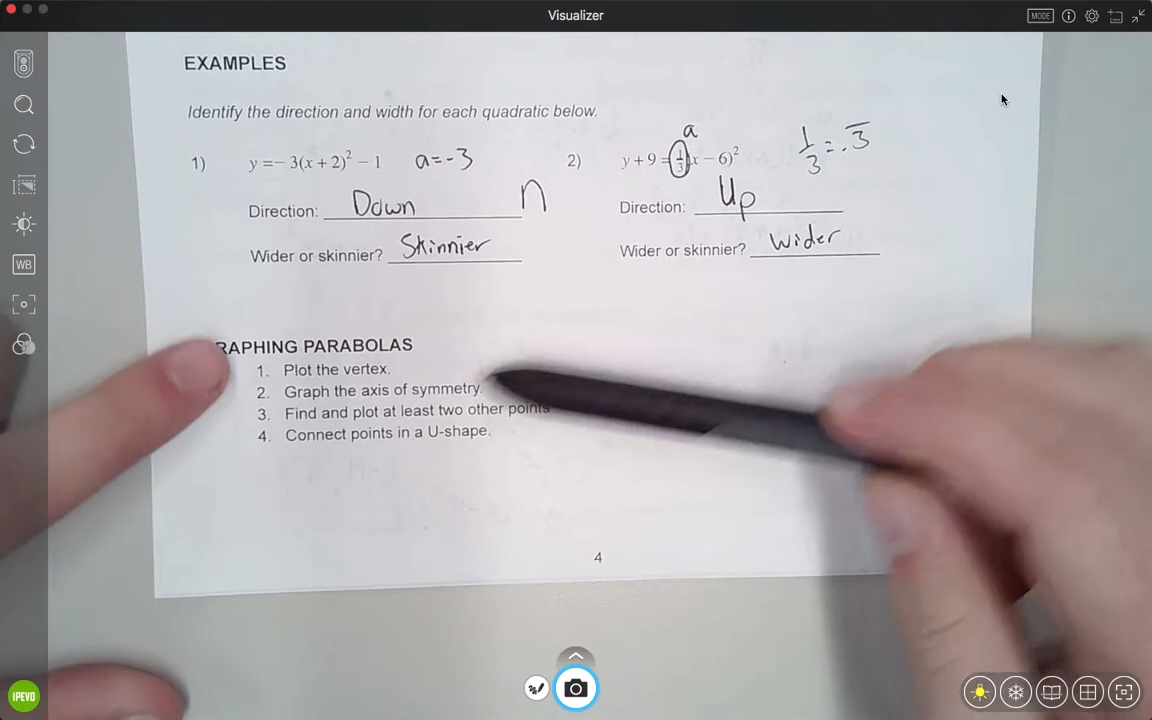 Visualizer
MODE
EXAMPLES
Identify the direction and width for each quadratic below.
1) y =− 3(x + 2)² − 1 a=-3
2) y + 9 = 1/3(x − 6)² a 1/3 = .3̅
Direction: Down n
Direction: Up
Wider or skinnier? Skinnier
Wider or skinnier? Wider
WB
RAPHING PARABOLAS
1. Plot the vertex.
2. Graph the axis of symmetry.
3. Find and plot at least two other points
4. Connect points in a U-shape.
4
IPEVO